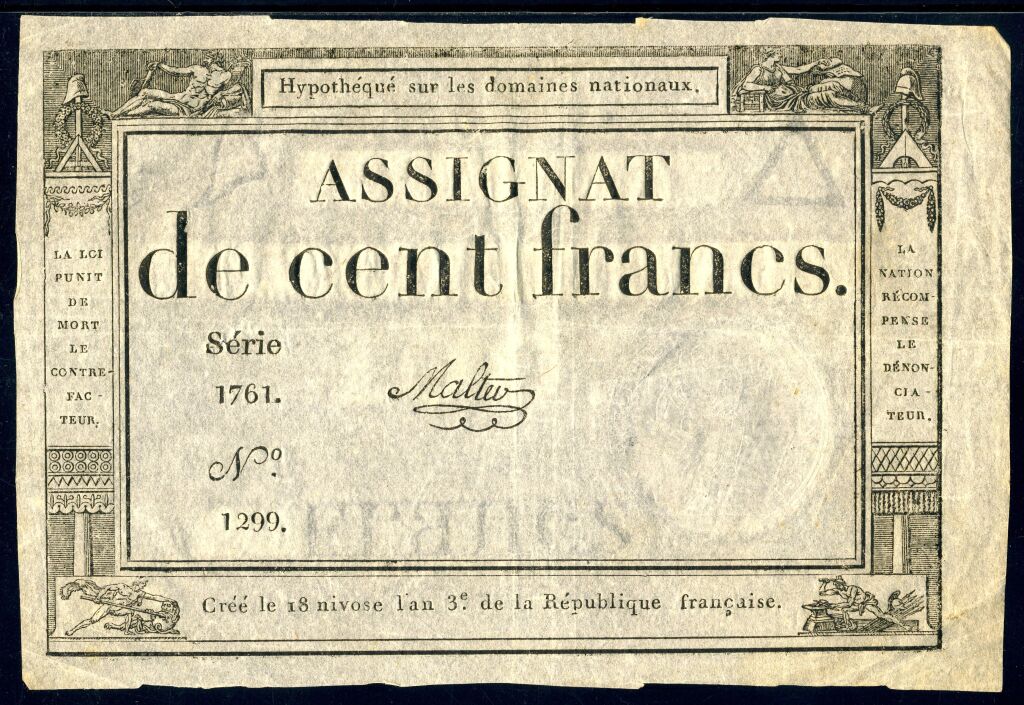 Hypothéqué sur les domaines nationaux.
ASSIGNAT
de cent francs.
LA LOI
PUNIT
DE
MORT
LE
CONTRE-
FAC-
TEUR.
Série
1761.
Nº.
1299.
LA
NATION
RÉCOM-
PENSE
LE
DÉNON-
CIA-
TEUR.
Créé le 18 nivose l'an 3.e de la République française.